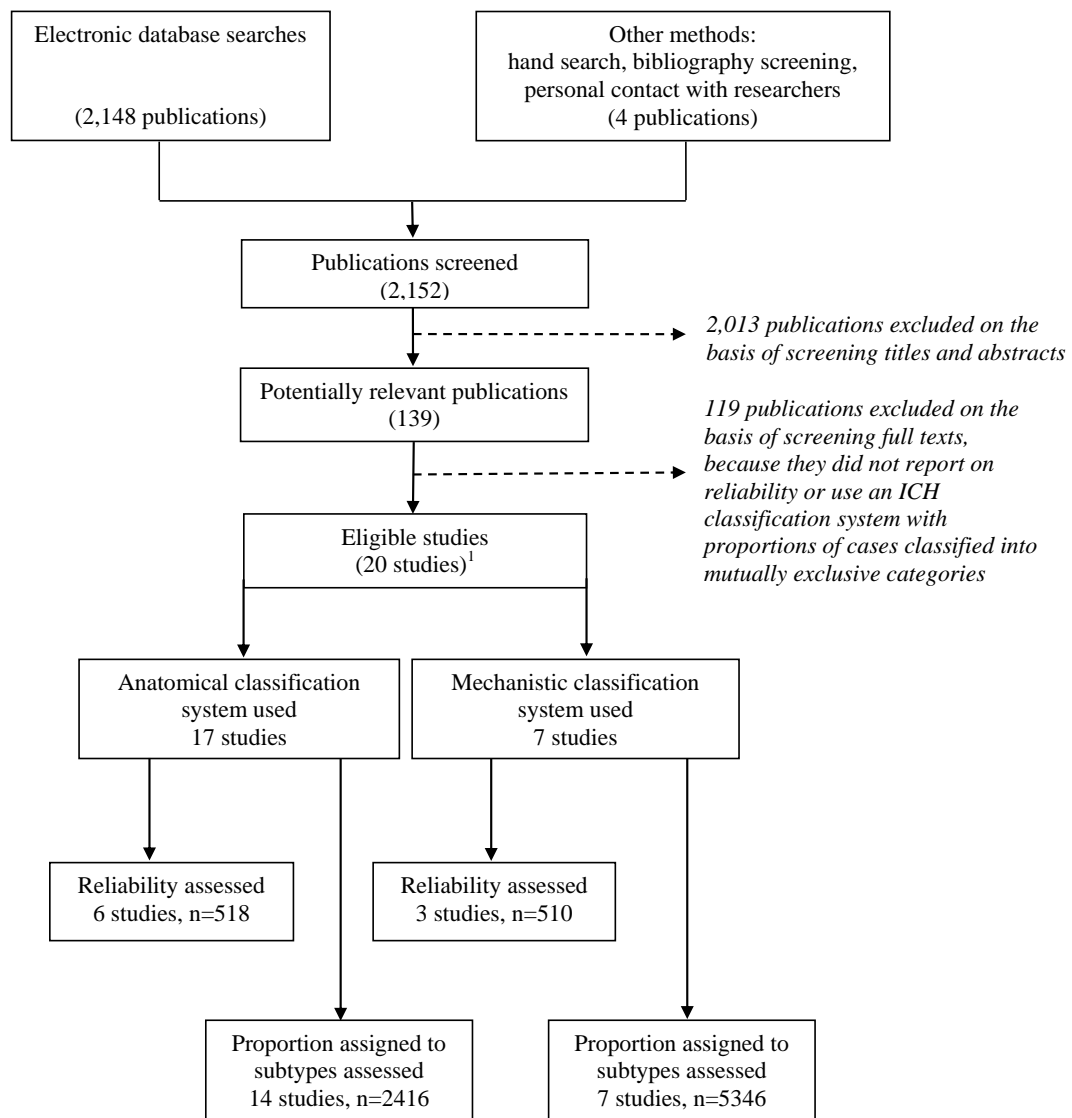 Electronic database searches
(2,148 publications)
Other methods:
hand search, bibliography screening,
personal contact with researchers
(4 publications)
Publications screened
(2,152)
2,013 publications excluded on the
basis of screening titles and abstracts
Potentially relevant publications
(139)
119 publications excluded on the
basis of screening full texts,
because they did not report on
reliability or use an ICH
classification system with
proportions of cases classified into
mutually exclusive categories
Eligible studies
(20 studies)1
Anatomical classification
system used
17 studies
Mechanistic classification
system used
7 studies
Reliability assessed
6 studies, n=518
Reliability assessed
3 studies, n=510
Proportion assigned to
subtypes assessed
14 studies, n=2416
Proportion assigned to
subtypes assessed
7 studies, n=5346